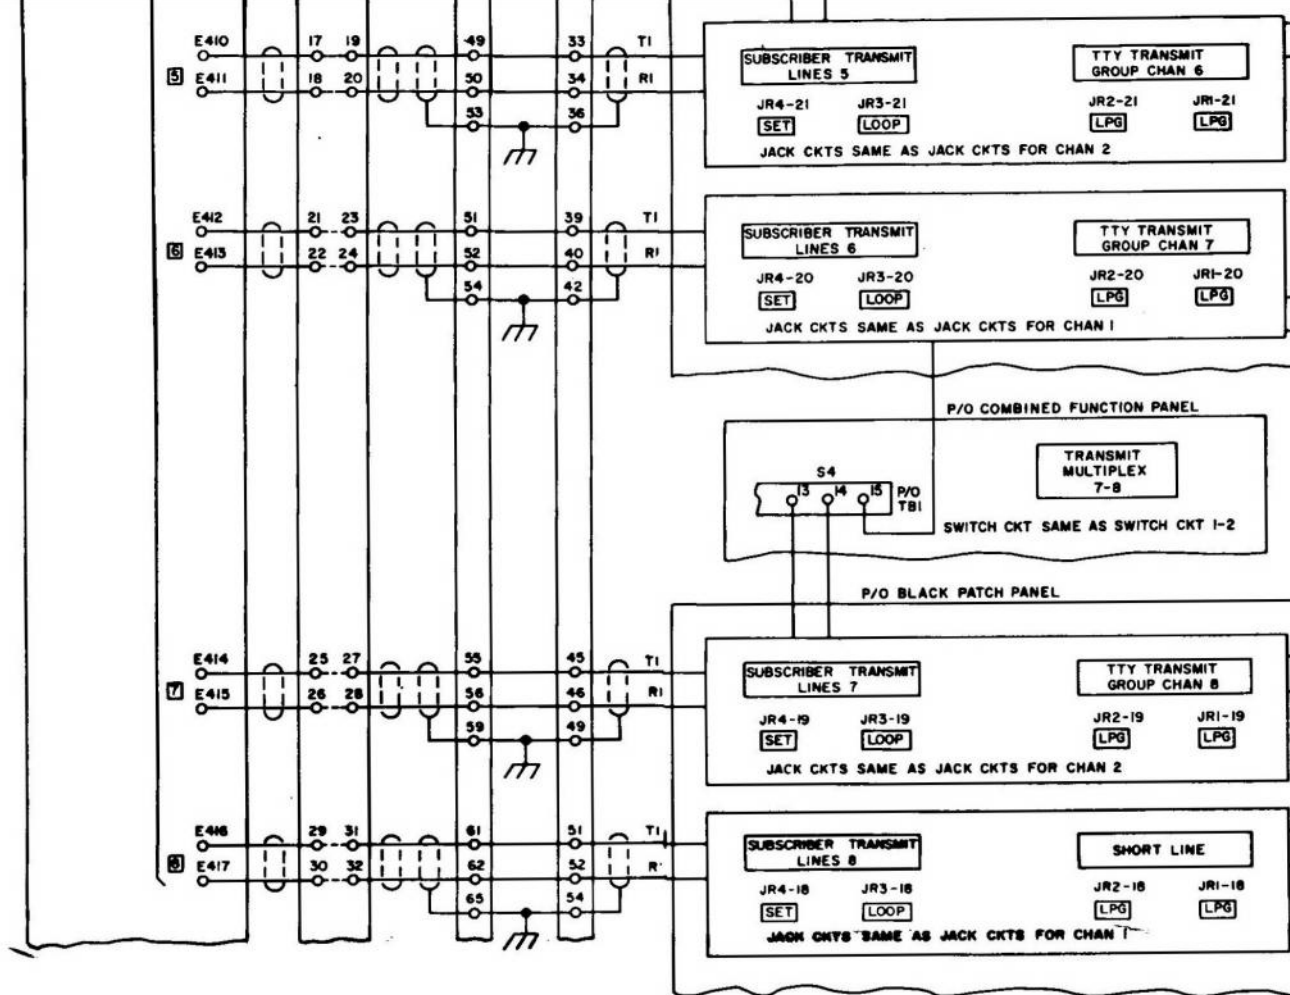 E410 17 19 49 33 T1
SUBSCRIBER TRANSMIT
LINES 5
TTY TRANSMIT
GROUP CHAN 6
5 E411 18 20 50 34 R1
JR4-21 JR3-21 JR2-21 JR1-21
53 36
SET LOOP LPG LPG
JACK CKTS SAME AS JACK CKTS FOR CHAN 2
E412 21 23 51 39 T1
SUBSCRIBER TRANSMIT
LINES 6
TTY TRANSMIT
GROUP CHAN 7
6 E413 22 24 52 40 R1
JR4-20 JR3-20 JR2-20 JR1-20
54 42
SET LOOP LPG LPG
JACK CKTS SAME AS JACK CKTS FOR CHAN 1
P/O COMBINED FUNCTION PANEL
TRANSMIT
MULTIPLEX
7-8
S4
13 14 15 P/O
TB1
SWITCH CKT SAME AS SWITCH CKT 1-2
P/O BLACK PATCH PANEL
E414 25 27 55 45 T1
SUBSCRIBER TRANSMIT
LINES 7
TTY TRANSMIT
GROUP CHAN 8
7 E415 26 28 56 46 R1
JR4-19 JR3-19 JR2-19 JR1-19
59 49
SET LOOP LPG LPG
JACK CKTS SAME AS JACK CKTS FOR CHAN 2
E416 29 31 61 51 T1
SUBSCRIBER TRANSMIT
LINES 8
SHORT LINE
8 E417 30 32 62 52 R
JR4-18 JR3-18 JR2-18 JR1-18
65 54
SET LOOP LPG LPG
JACK CKTS SAME AS JACK CKTS FOR CHAN 1